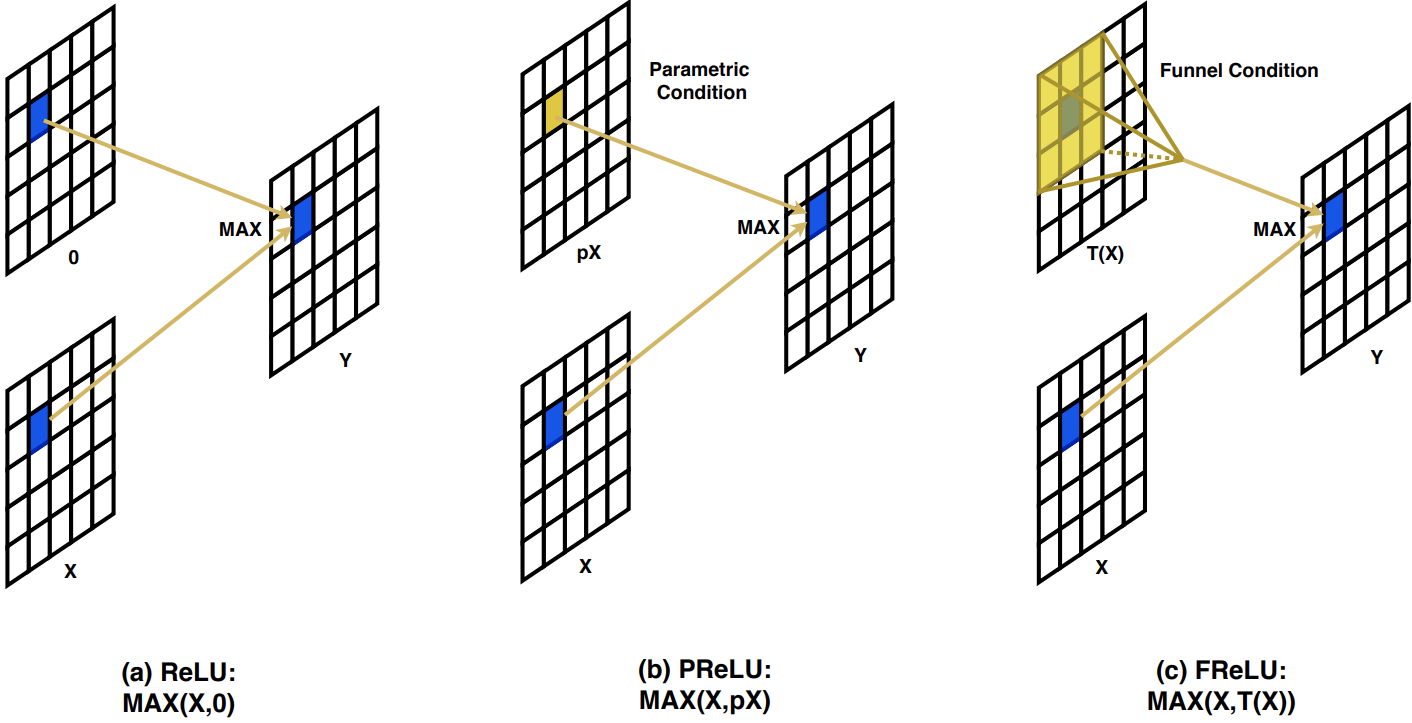 0
MAX
Y
X
(a) ReLU:
MAX(X,0)
Parametric
Condition
pX
MAX
Y
X
(b) PReLU:
MAX(X,pX)
Funnel Condition
T(X)
MAX
Y
X
(c) FReLU:
MAX(X,T(X))